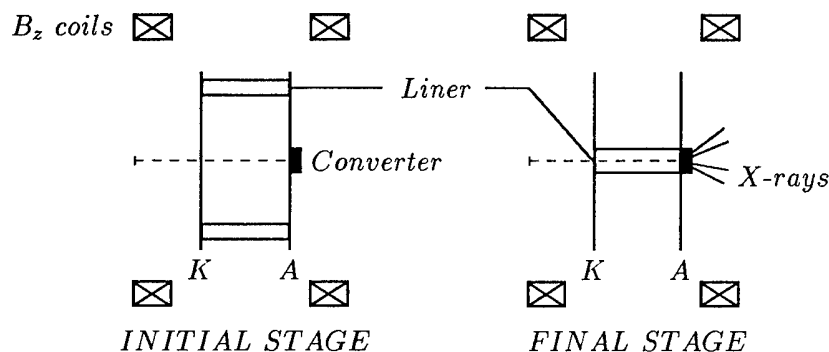 B_z coils
Liner
Converter
X-rays
K A K A
INITIAL STAGE FINAL STAGE